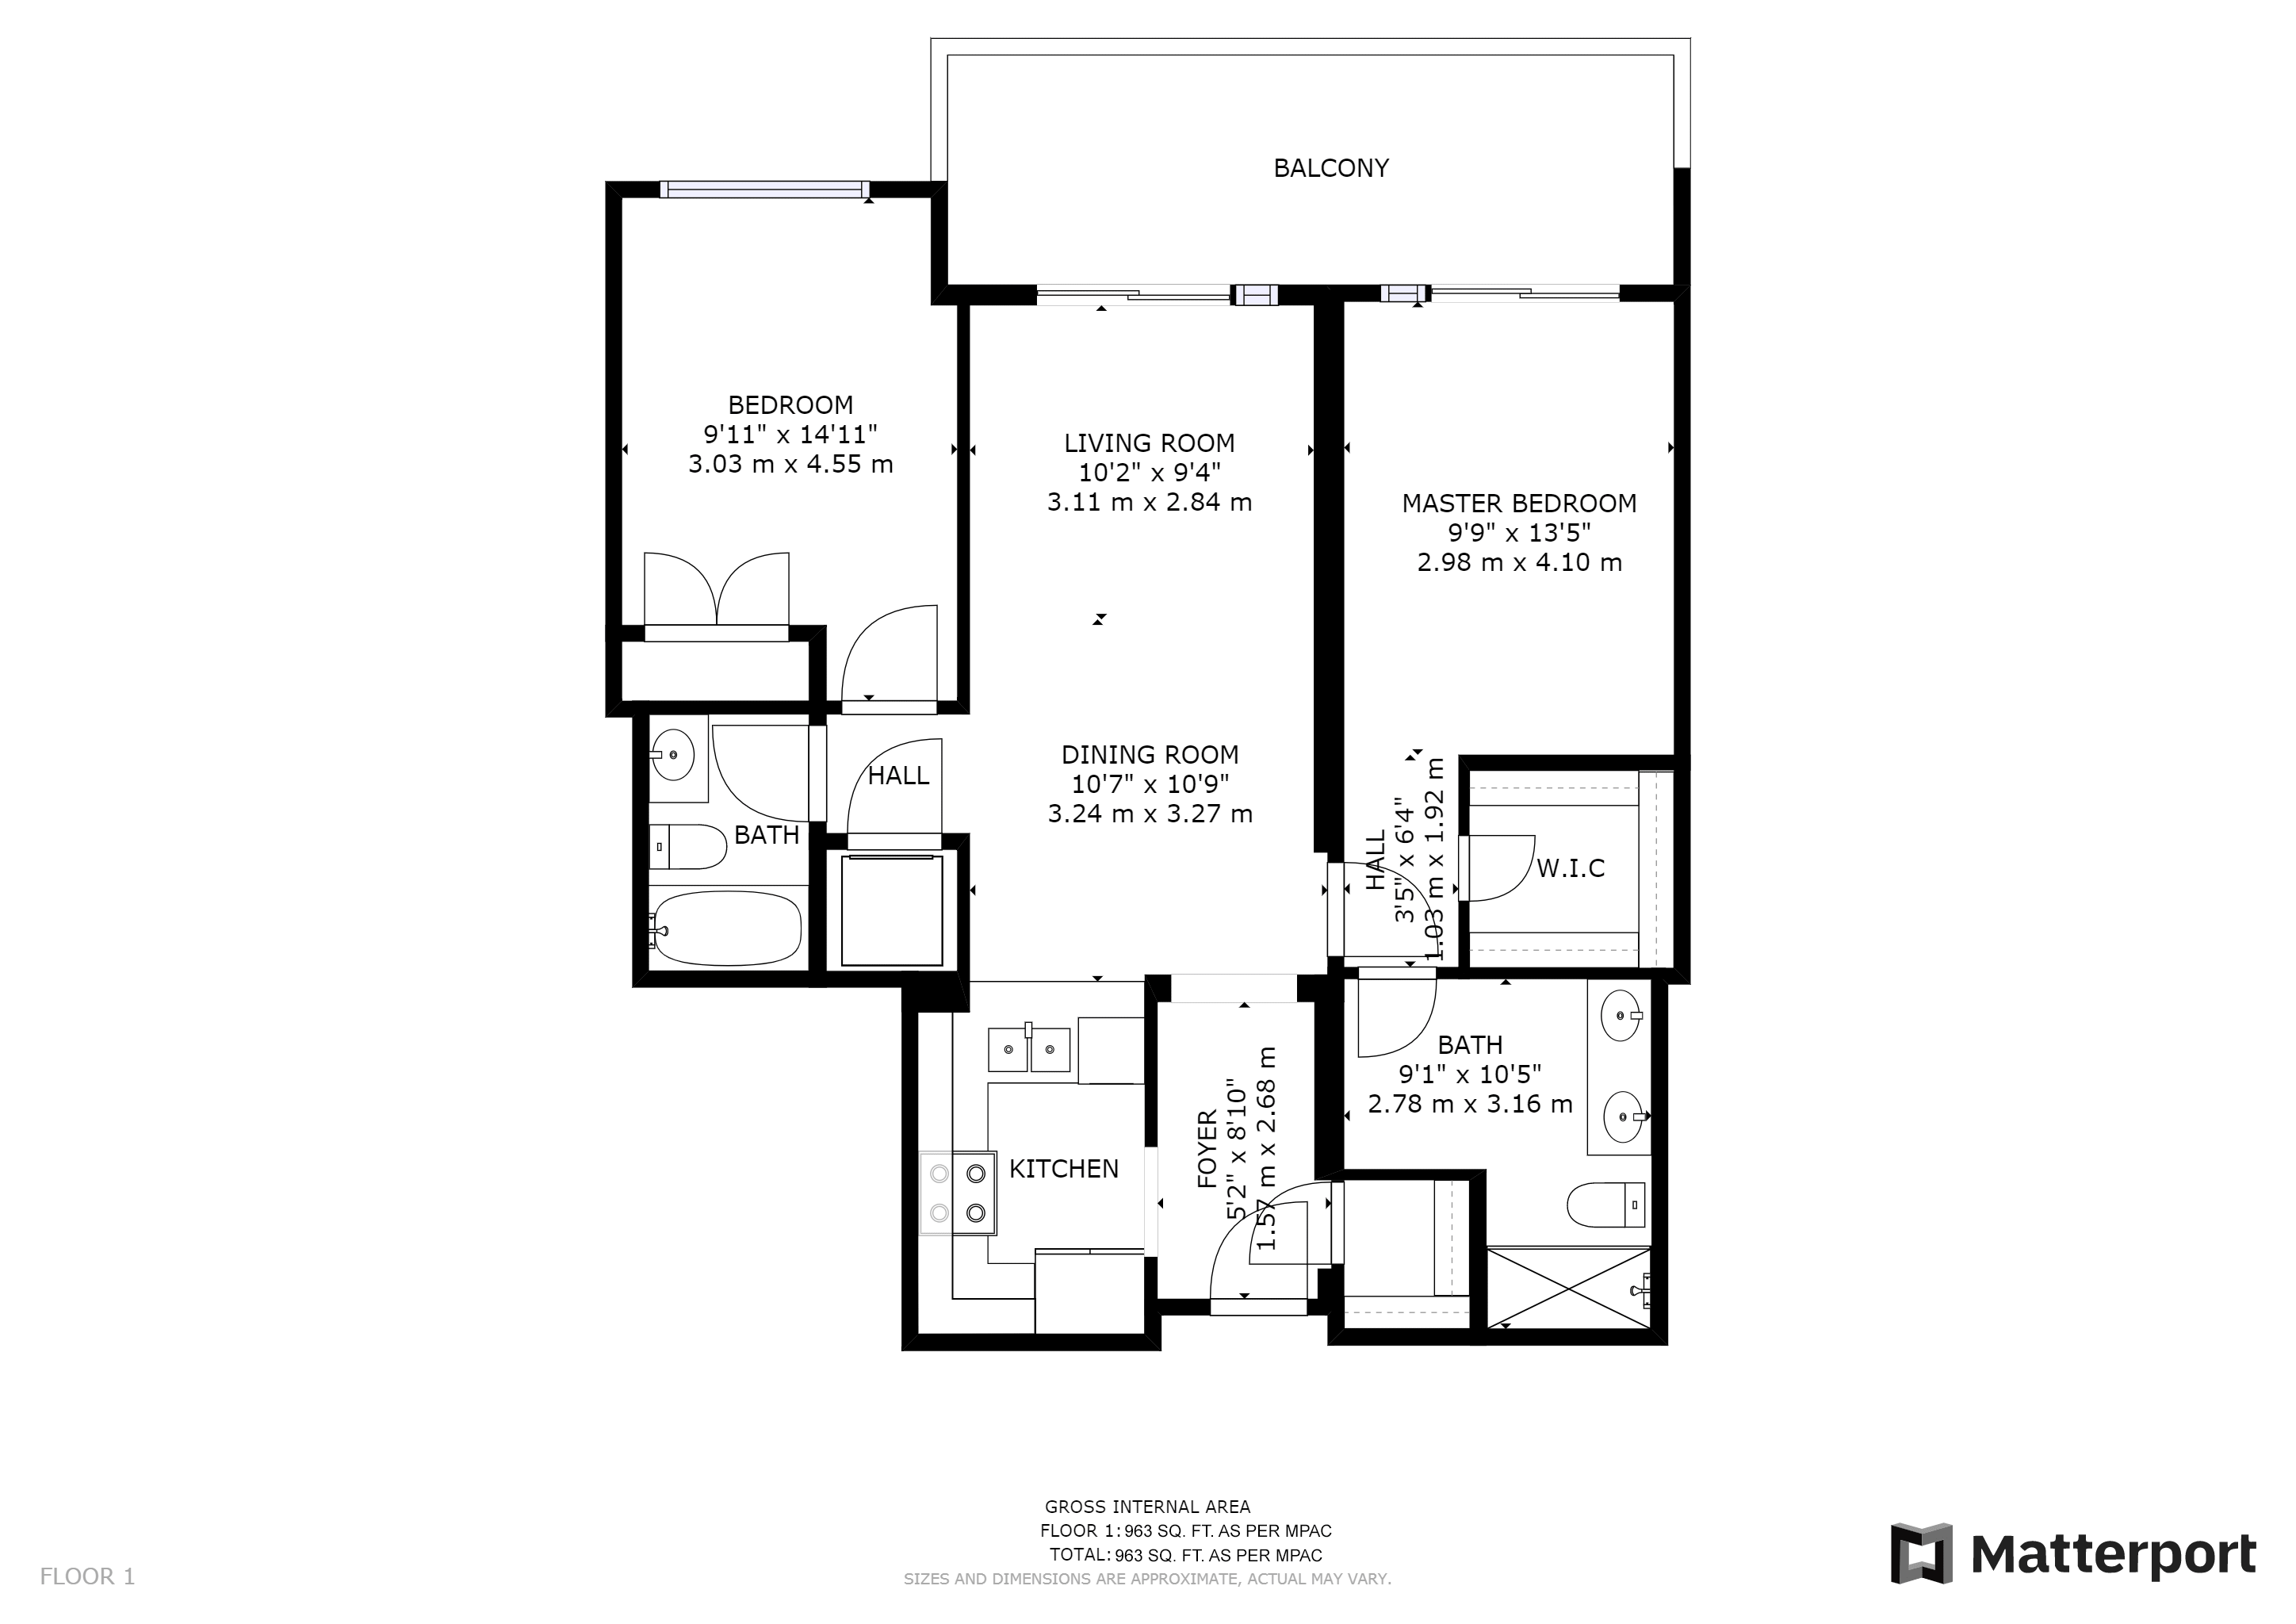 BALCONY
BEDROOM
9'11" x 14'11"
3.03 m x 4.55 m
LIVING ROOM
10'2" x 9'4"
3.11 m x 2.84 m
MASTER BEDROOM
9'9" x 13'5"
2.98 m x 4.10 m
DINING ROOM
10'7" x 10'9"
3.24 m x 3.27 m
HALL
BATH
HALL
3'5" x 6'4"
1.03 m x 1.92 m
W.I.C
BATH
9'1" x 10'5"
2.78 m x 3.16 m
FOYER
5'2" x 8'10"
1.57 m x 2.68 m
KITCHEN
GROSS INTERNAL AREA
FLOOR 1: 963 SQ. FT. AS PER MPAC
TOTAL: 963 SQ. FT. AS PER MPAC
SIZES AND DIMENSIONS ARE APPROXIMATE, ACTUAL MAY VARY.
FLOOR 1
Matterport